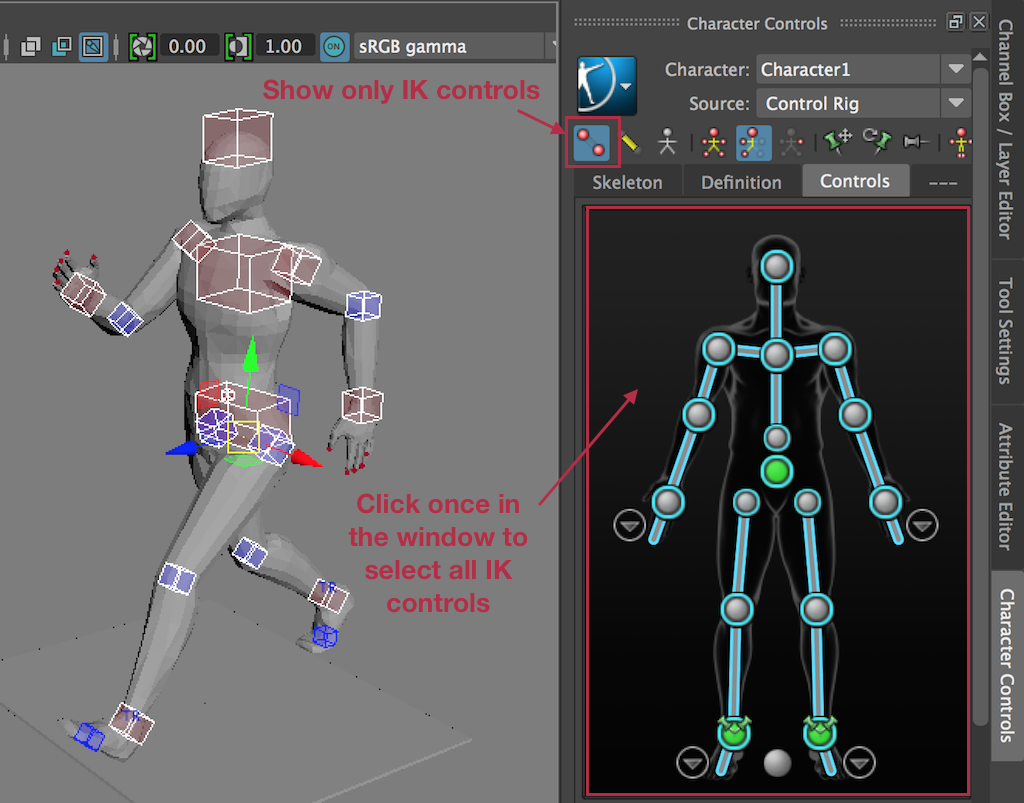 Character Controls
0.00
1.00
ON
sRGB gamma
Character:
Character1
Source:
Control Rig
Show only IK controls
Skeleton
Definition
Controls
Click once in
the window to
select all IK
controls
Channel Box / Layer Editor
Tool Settings
Attribute Editor
Character Controls